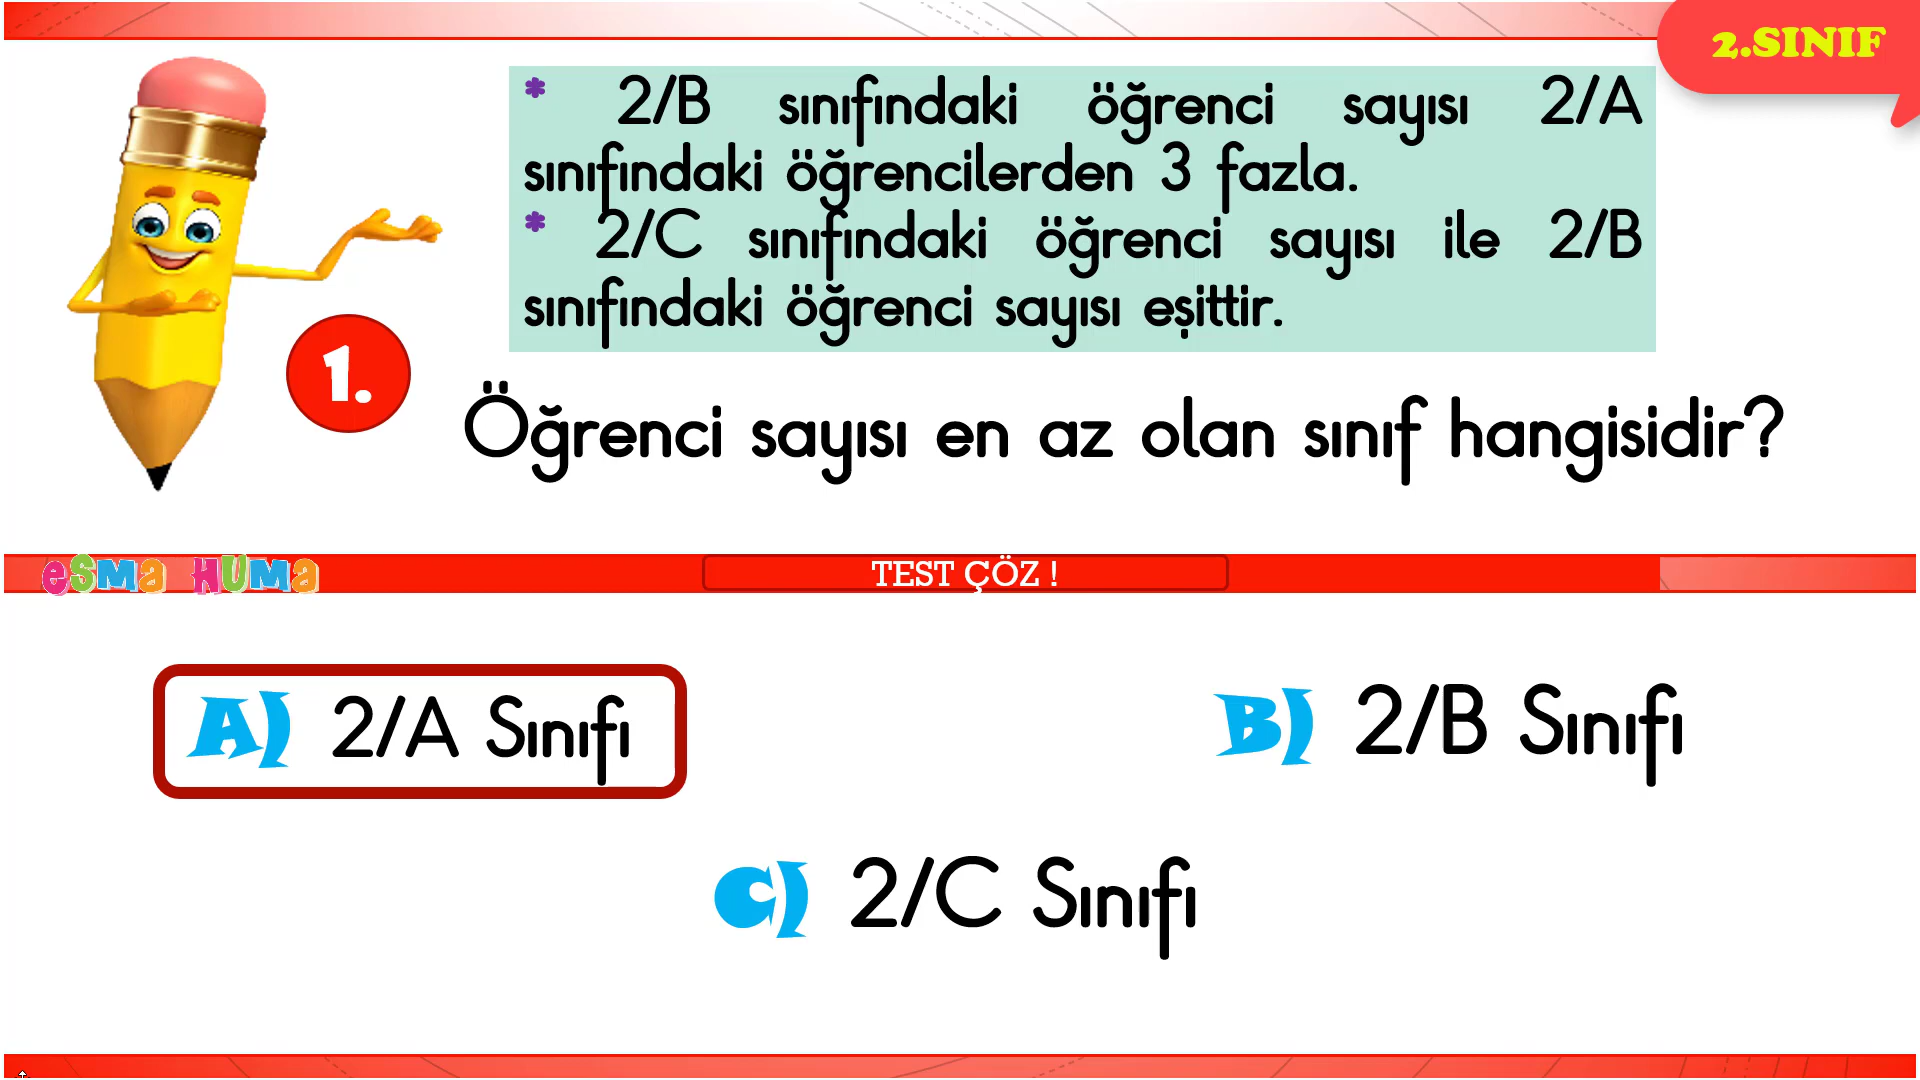 2.SINIF
* 2/B sınıfındaki öğrenci sayısı 2/A
sınıfındaki öğrencilerden 3 fazla.
* 2/C sınıfındaki öğrenci sayısı ile 2/B
sınıfındaki öğrenci sayısı eşittir.
1.
Öğrenci sayısı en az olan sınıf hangisidir?
eSma HUma
TEST ÇÖZ !
A) 2/A Sınıfı
B) 2/B Sınıfı
C) 2/C Sınıfı